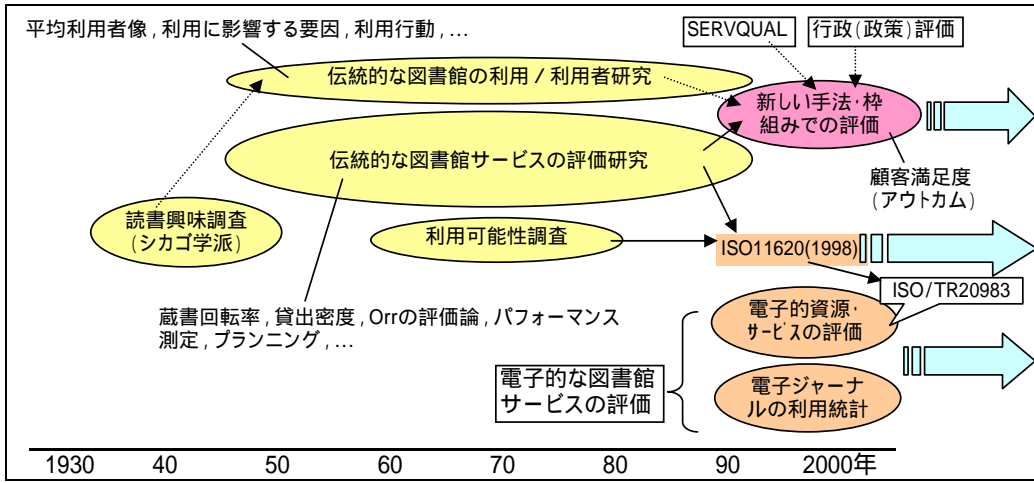 平均利用者像,利用に影響する要因,利用行動,…
SERVQUAL
行政(政策)評価
伝統的な図書館の利用/利用者研究
新しい手法・枠
組みでの評価
伝統的な図書館サービスの評価研究
顧客満足度
(アウトカム)
読書興味調査
(シカゴ学派)
利用可能性調査
ISO11620(1998)
ISO/TR20983
蔵書回転率,貸出密度,Orrの評価論,パフォーマンス
測定,プランニング,…
電子的資源・
サービスの評価
電子的な図書館
サービスの評価
電子ジャーナ
ルの利用統計
1930 40 50 60 70 80 90 2000年